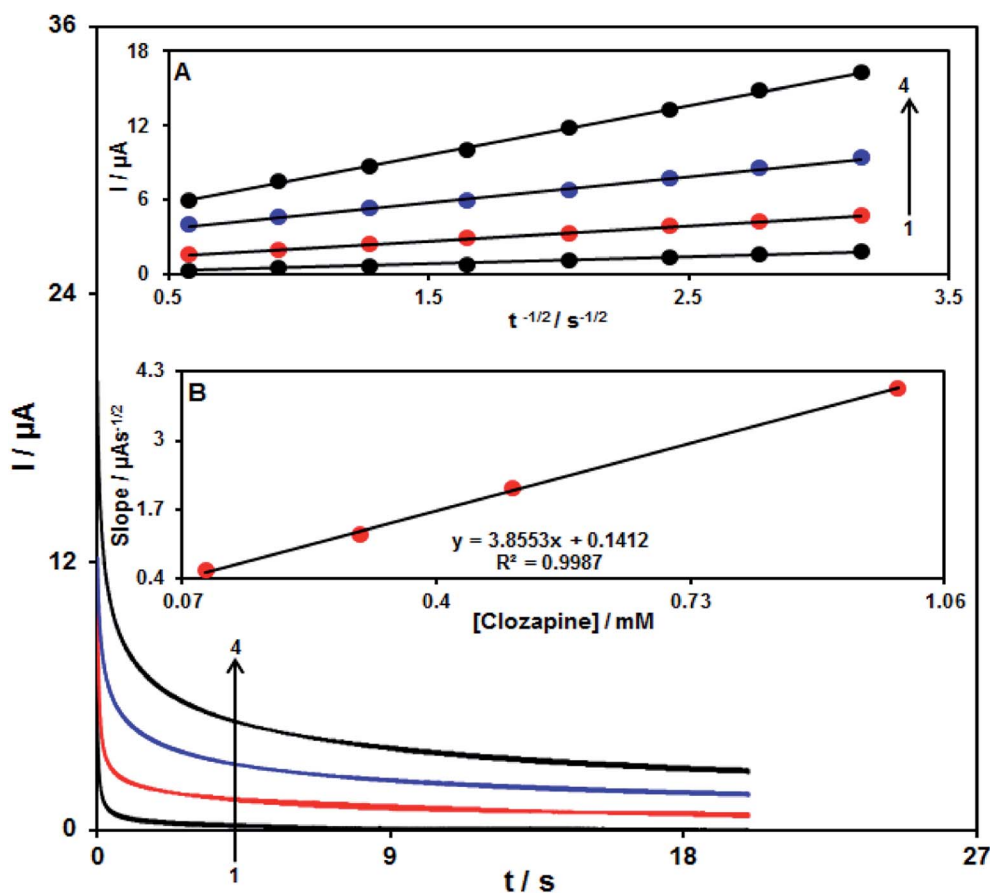 36
18
A
4
12
I / µA
6
1
0
0.5
1.5
2.5
3.5
t -1/2 / s-1/2
24
4.3
B
3
Slope / µAs-1/2
1.7
y = 3.8553x + 0.1412
R² = 0.9987
0.4
0.07
0.4
0.73
1.06
[Clozapine] / mM
I / µA
12
4
0
1
0
9
18
27
t / s